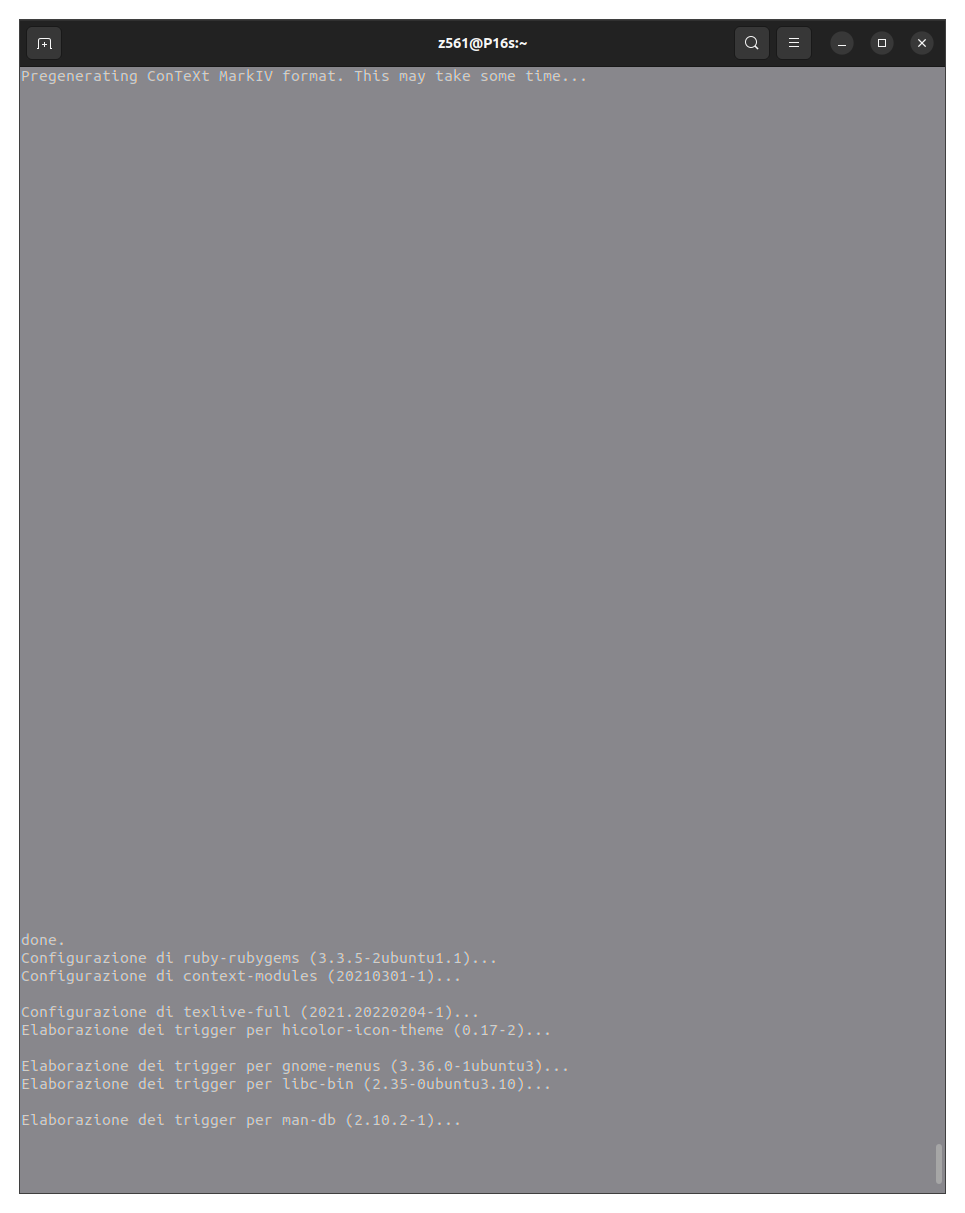 z561@P16s:~
Pregenerating ConTeXt MarkIV format. This may take some time...
done.
Configurazione di ruby-rubygems (3.3.5-2ubuntu1.1)...
Configurazione di context-modules (20210301-1)...
Configurazione di texlive-full (2021.20220204-1)...
Elaborazione dei trigger per hicolor-icon-theme (0.17-2)...
Elaborazione dei trigger per gnome-menus (3.36.0-1ubuntu3)...
Elaborazione dei trigger per libc-bin (2.35-0ubuntu3.10)...
Elaborazione dei trigger per man-db (2.10.2-1)...